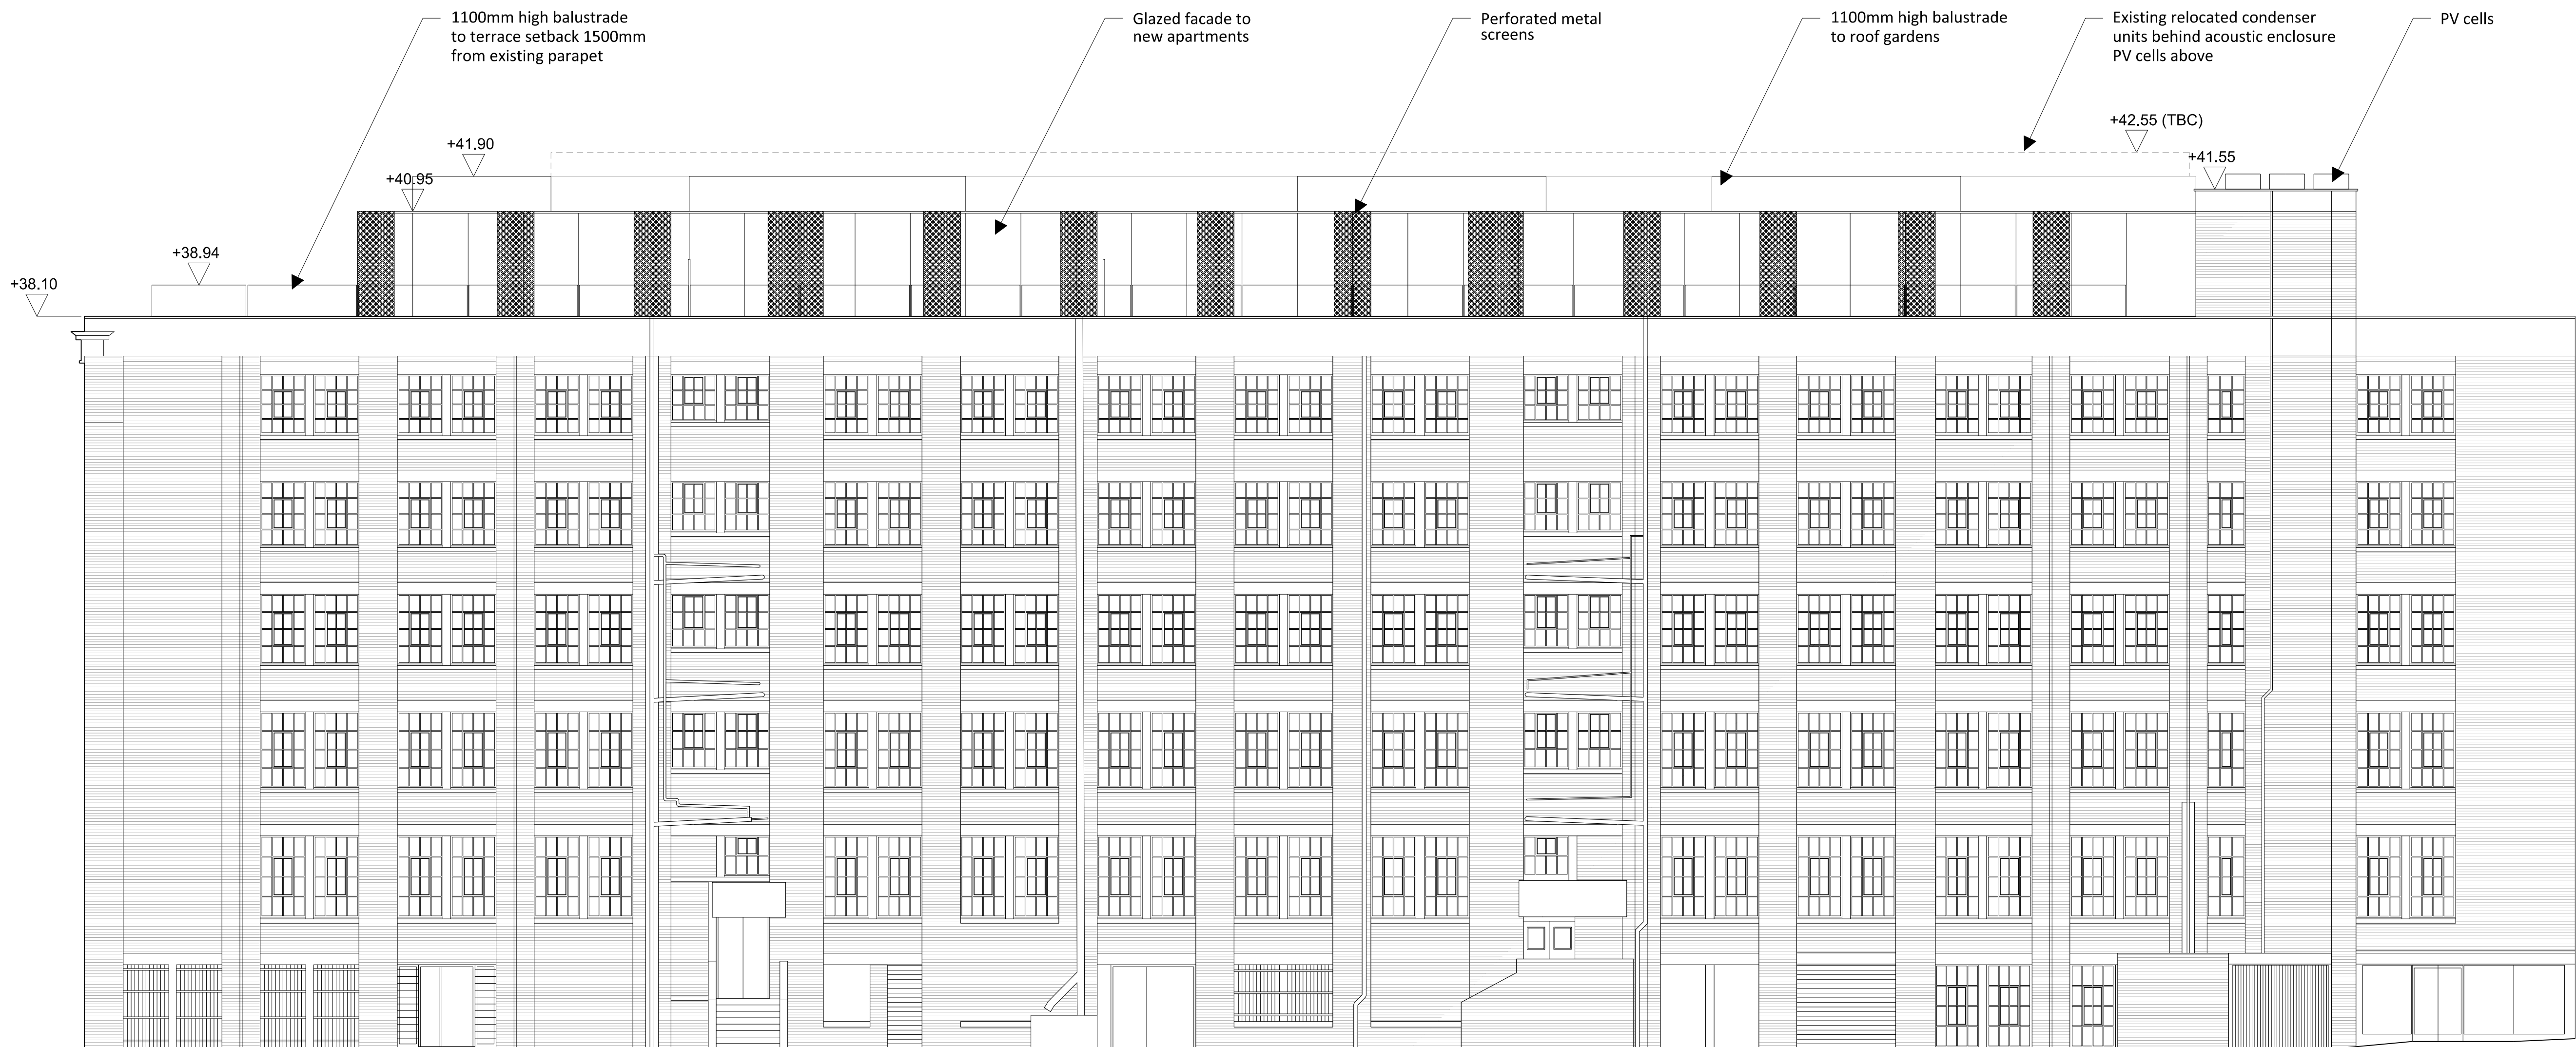 1100mm high balustrade
to terrace setback 1500mm
from existing parapet
Glazed facade to
new apartments
Perforated metal
screens
1100mm high balustrade
to roof gardens
Existing relocated condenser
units behind acoustic enclosure
PV cells above
PV cells
+42.55 (TBC)
+41.90
+41.55
+40.95
+38.94
+38.10